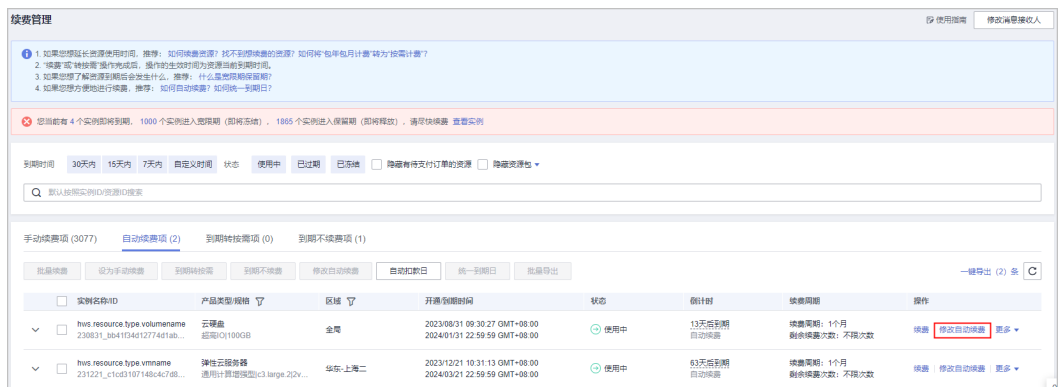 续费管理
使用指南
修改消息接收人
1. 如果您想延长资源使用时间，推荐： 如何续费资源？找不到想续费的资源？如何将“包年包月计费”转为“按需计费”？
2. “续费”或“转按需”操作完成后，操作的生效时间为资源当前到期时间。
3. 如果您想了解资源到期后会发生什么，推荐： 什么是宽限期保留期？
4. 如果您想方便地进行续费，推荐： 如何自动续费？如何统一到期日？
您当前有 4 个实例即将到期， 1000 个实例进入宽限期（即将冻结）， 1865 个实例进入保留期（即将释放），请尽快续费 查看实例
到期时间 30天内 15天内 7天内 自定义时间 状态 使用中 已过期 已冻结 隐藏有待支付订单的资源 隐藏资源包
默认按照实例ID/资源ID搜索
手动续费项 (3077) 自动续费项 (2) 到期转按需项 (0) 到期不续费项 (1)
批量续费 设为手动续费 到期转按需 到期不续费 修改自动续费 自动扣款日 统一到期日 批量导出 一键导出（2）条
实例名称/ID 产品类型/规格 区域 开通/到期时间 状态 倒计时 续费周期 操作
hws.resource.type.volumename 云硬盘 全局 2023/08/31 09:30:27 GMT+08:00 使用中 13天后到期 续费周期：1个月 续费 修改自动续费 更多
230831_bb41f34d12774d1ab... 超高IO|100GB 2024/01/31 22:59:59 GMT+08:00 自动续费 剩余续费次数：不限次数
hws.resource.type.vmname 弹性云服务器 华东-上海二 2023/12/21 10:31:13 GMT+08:00 使用中 63天后到期 续费周期：1个月 续费 修改自动续费 更多
231221_c1cd3107148c4c7d8... 通用计算增强型|c3.large.2|2v... 2024/03/21 22:59:59 GMT+08:00 自动续费 剩余续费次数：不限次数